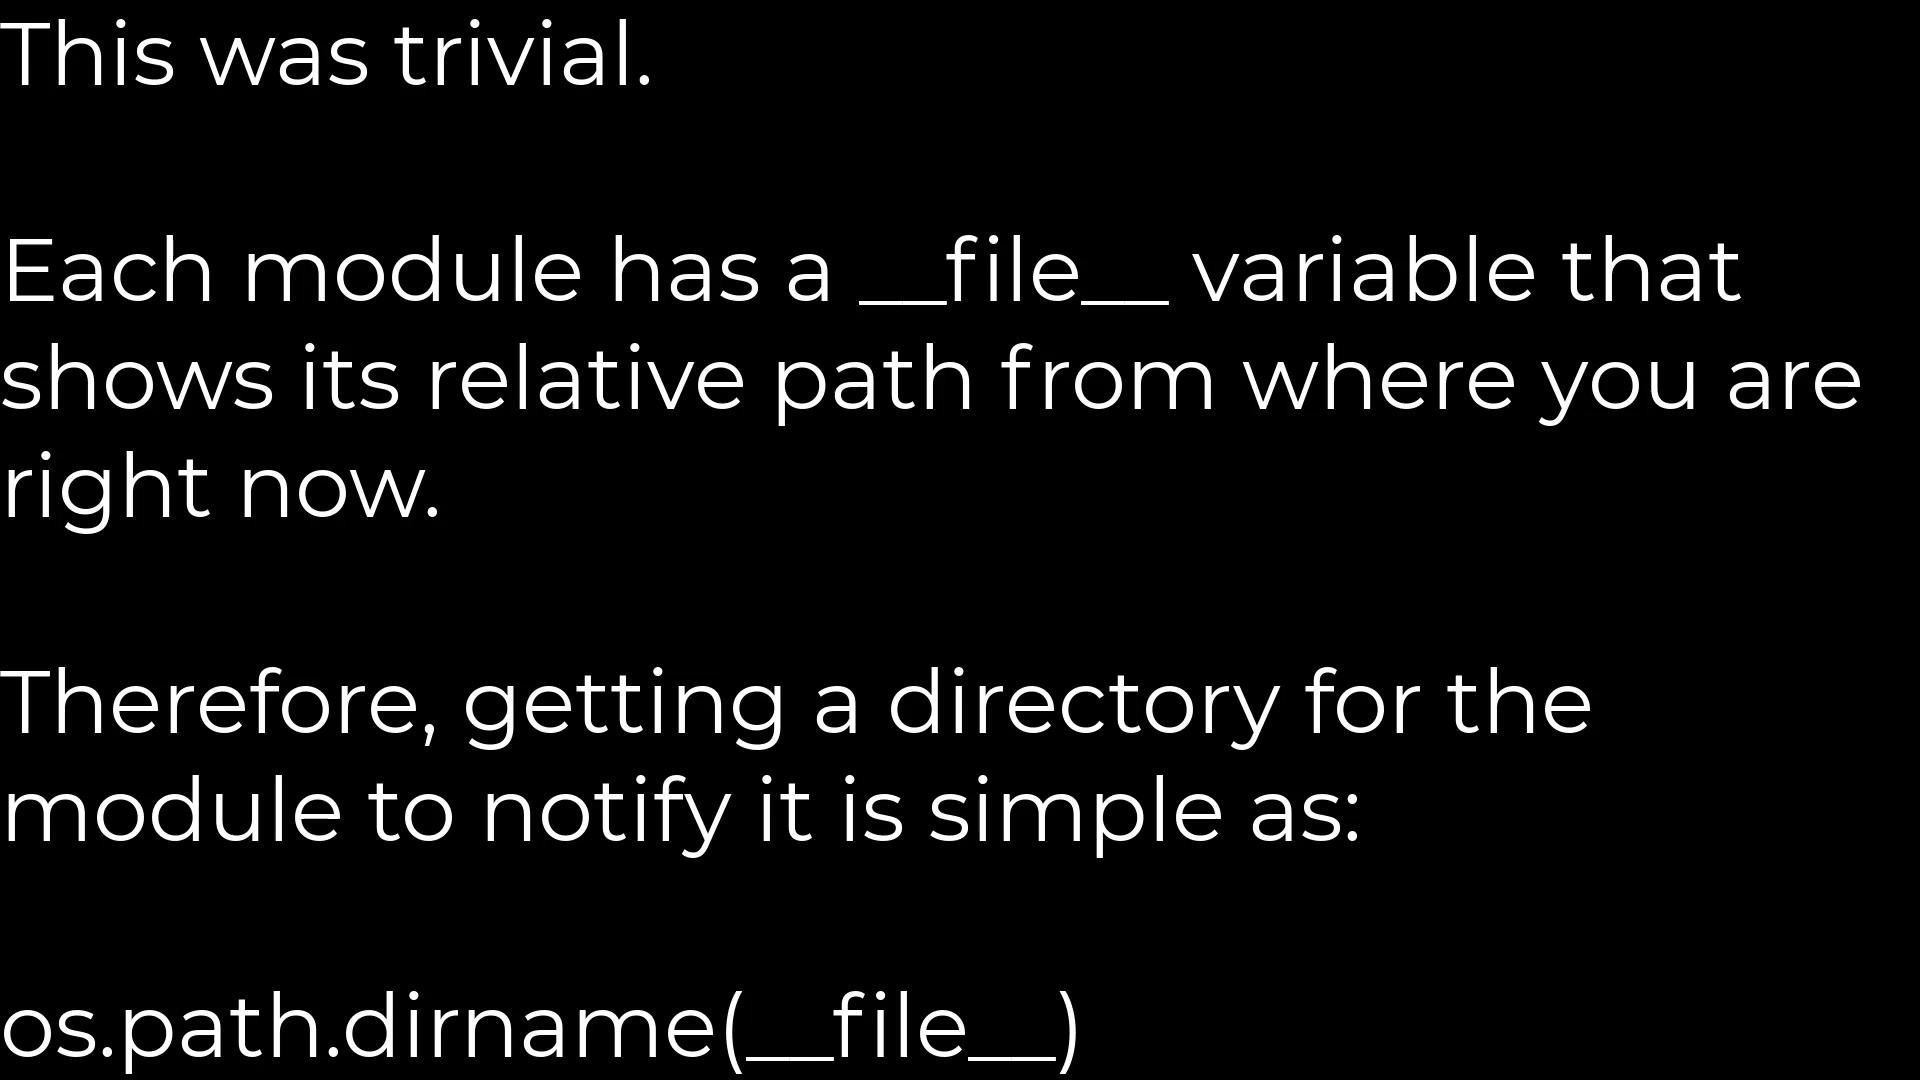 This was trivial.
Each module has a __file__ variable that
shows its relative path from where you are
right now.
Therefore, getting a directory for the
module to notify it is simple as:
os.path.dirname(__file__)